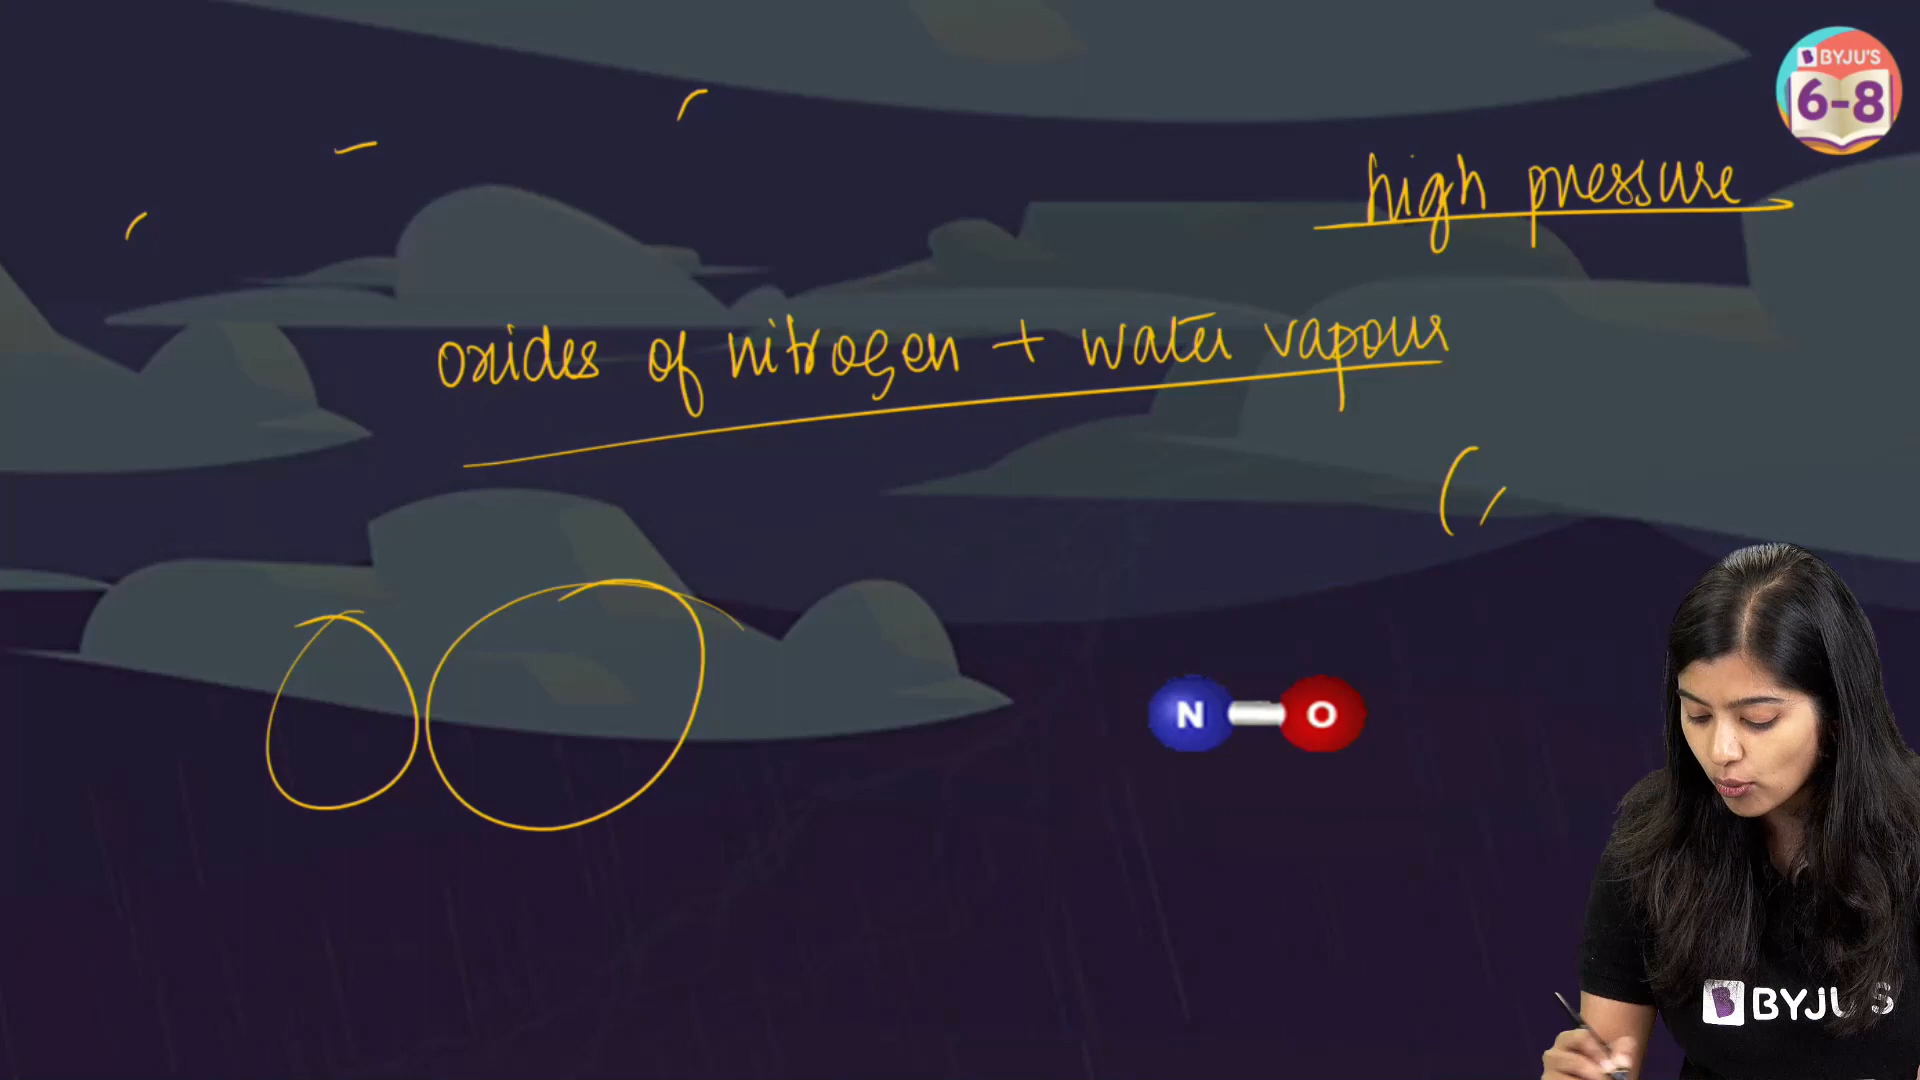 BYJU'S
6-8
high pressure
oxides of nitrogen + water vapour
N O
BYJU'S